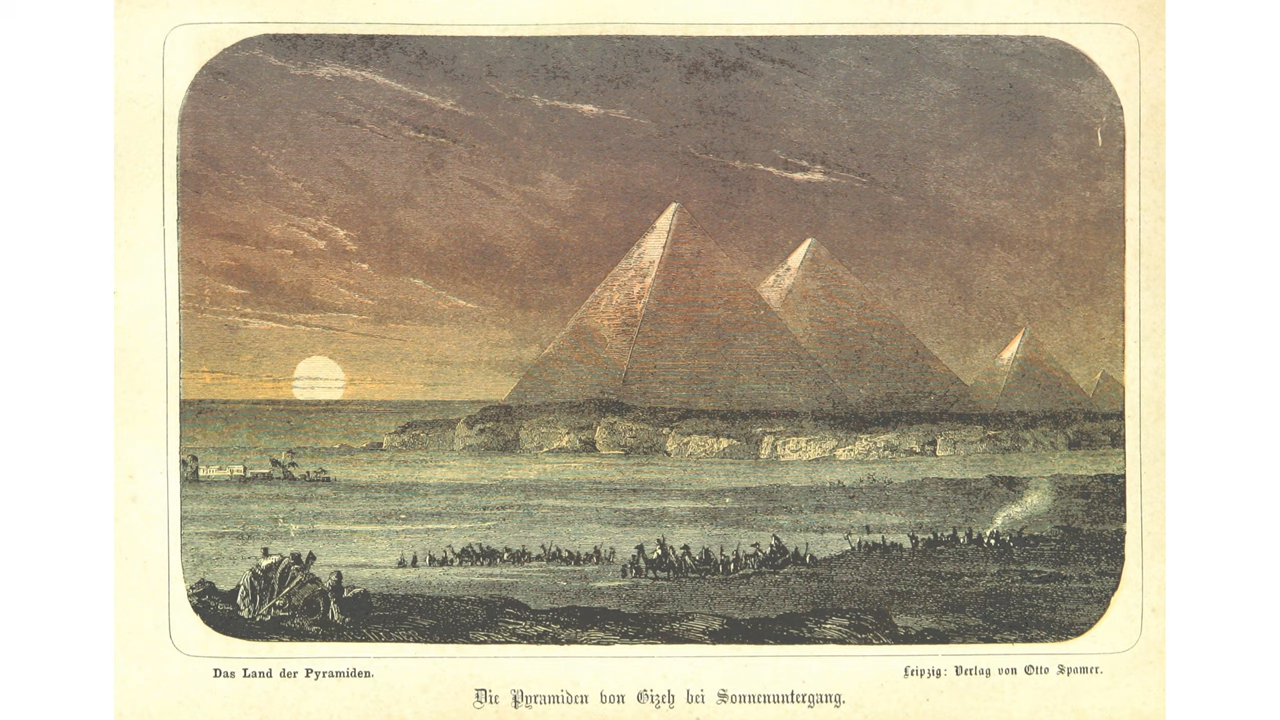 Das Land der Pyramiden.
Leipzig: Verlag von Otto Spamer.
Die Pyramiden von Gizeh bei Sonnenuntergang.